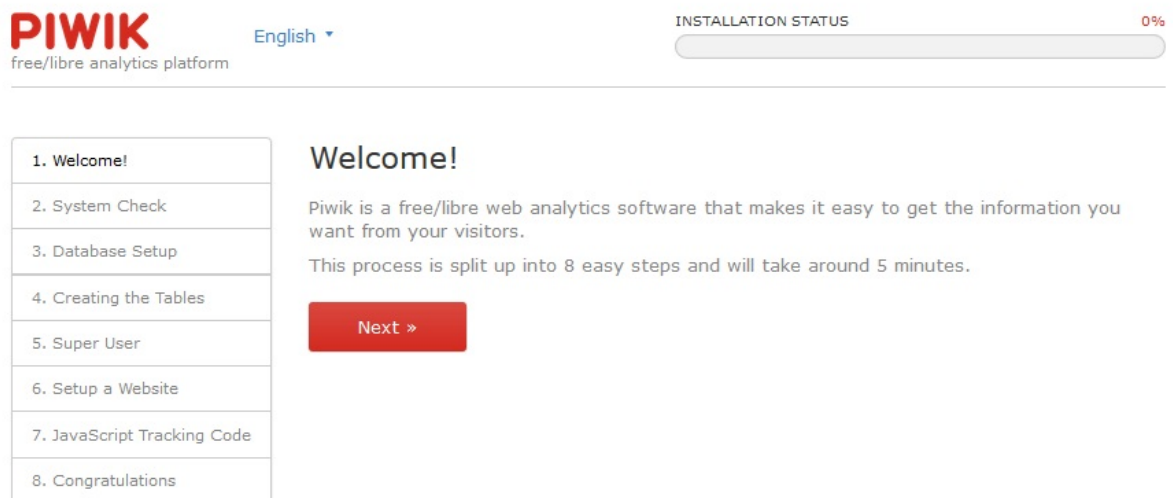 PIWIK
free/libre analytics platform
English
INSTALLATION STATUS 0%
1. Welcome!
2. System Check
3. Database Setup
4. Creating the Tables
5. Super User
6. Setup a Website
7. JavaScript Tracking Code
8. Congratulations
Welcome!
Piwik is a free/libre web analytics software that makes it easy to get the information you
want from your visitors.
This process is split up into 8 easy steps and will take around 5 minutes.
Next »